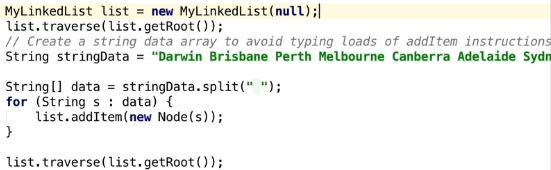 MyLinkedList list = new MyLinkedList(null);
list.traverse(list.getRoot());
// Create a string data array to avoid typing loads of addItem instructions
String stringData = "Darwin Brisbane Perth Melbourne Canberra Adelaide Sydn
String[] data = stringData.split(" ");
for (String s : data) {
list.addItem(new Node(s));
}
list.traverse(list.getRoot());